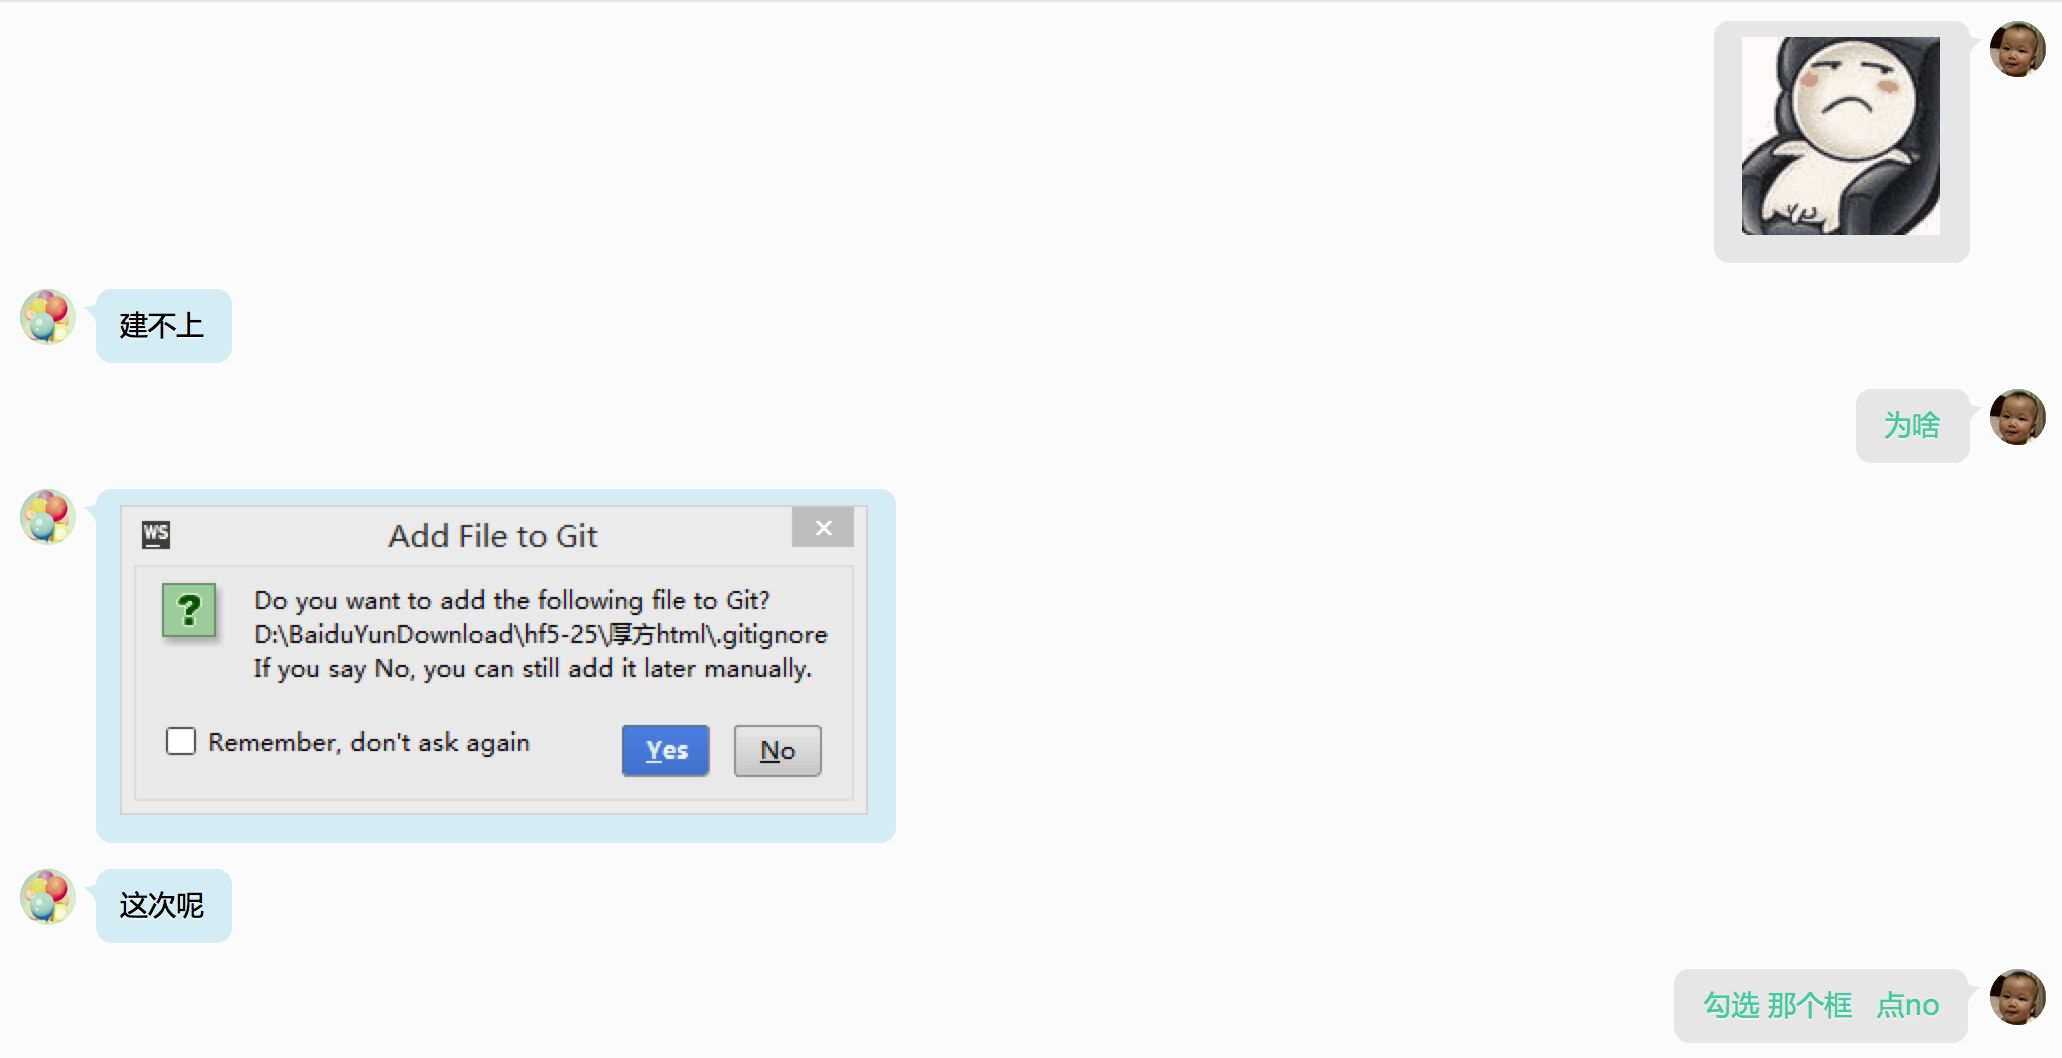 建不上
为啥
WS
Add File to Git
Do you want to add the following file to Git?
D:\BaiduYunDownload\hf5-25\厚方html\.gitignore
If you say No, you can still add it later manually.
Remember, don't ask again
Yes
No
这次呢
勾选 那个框 点no